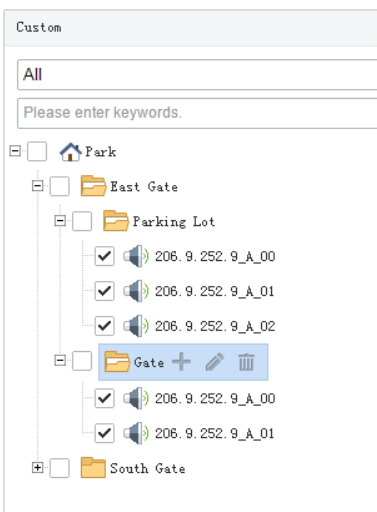 Custom
All
Please enter keywords.
Park
East Gate
Parking Lot
206.9.252.9_A_00
206.9.252.9_A_01
206.9.252.9_A_02
Gate
206.9.252.9_A_00
206.9.252.9_A_01
South Gate